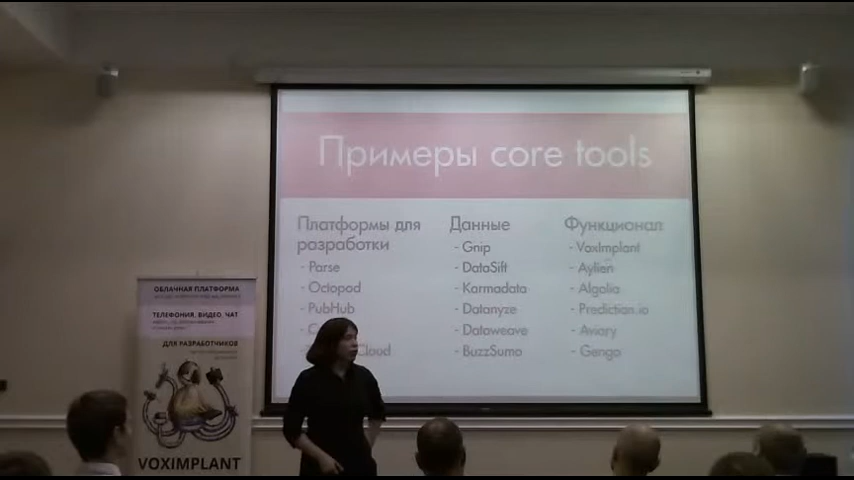 Примеры core tools
Платформы для
разработки
- Parse
- Octopod
- PubHub
Cloud
Данные
- Gnip
- DataSift
- Karmadata
- Datanyze
- Dataweave
- BuzzSumo
Функционал
- VoxImplant
- Aylien
- Algolia
- Prediction.io
- Aviary
- Gengo
ОБЛАЧНАЯ ПЛАТФОРМА
ТЕЛЕФОНИЯ, ВИДЕО, ЧАТ
ДЛЯ РАЗРАБОТЧИКОВ
VOXIMPLANT